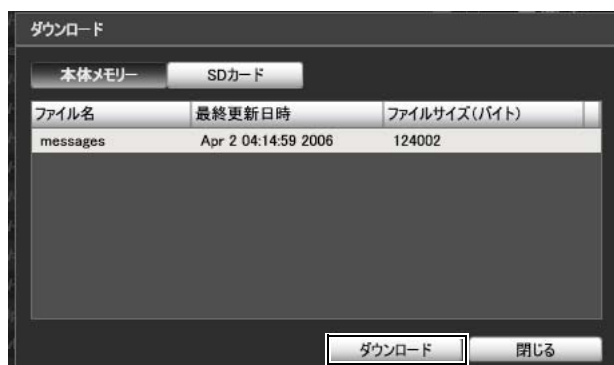 ダウンロード
本体メモリー SDカード
ファイル名 最終更新日時 ファイルサイズ(バイト)
messages Apr 2 04:14:59 2006 124002
ダウンロード 閉じる